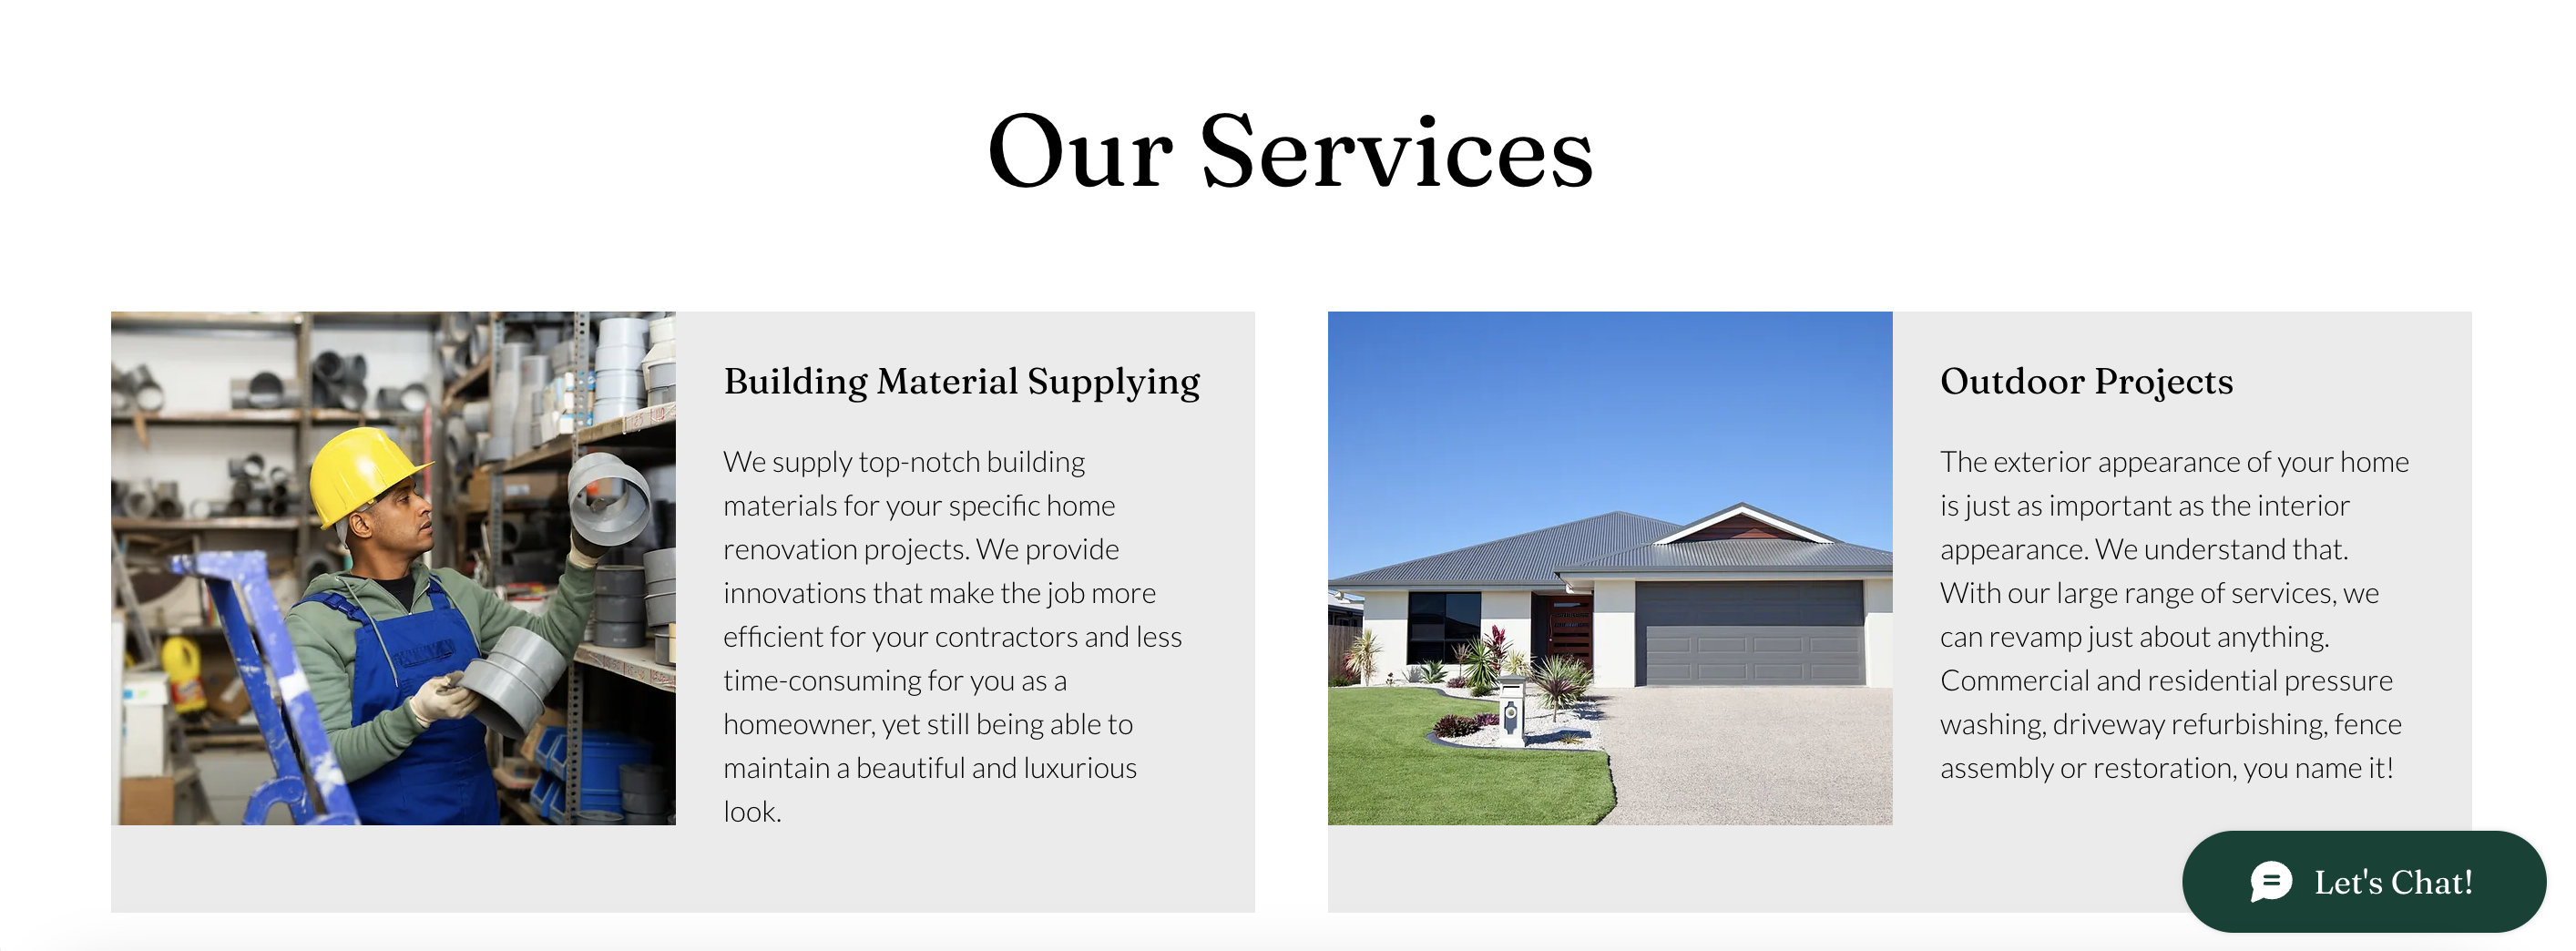 Our Services
Building Material Supplying
We supply top-notch building
materials for your specific home
renovation projects. We provide
innovations that make the job more
efficient for your contractors and less
time-consuming for you as a
homeowner, yet still being able to
maintain a beautiful and luxurious
look.
Outdoor Projects
The exterior appearance of your home
is just as important as the interior
appearance. We understand that.
With our large range of services, we
can revamp just about anything.
Commercial and residential pressure
washing, driveway refurbishing, fence
assembly or restoration, you name it!
Let's Chat!